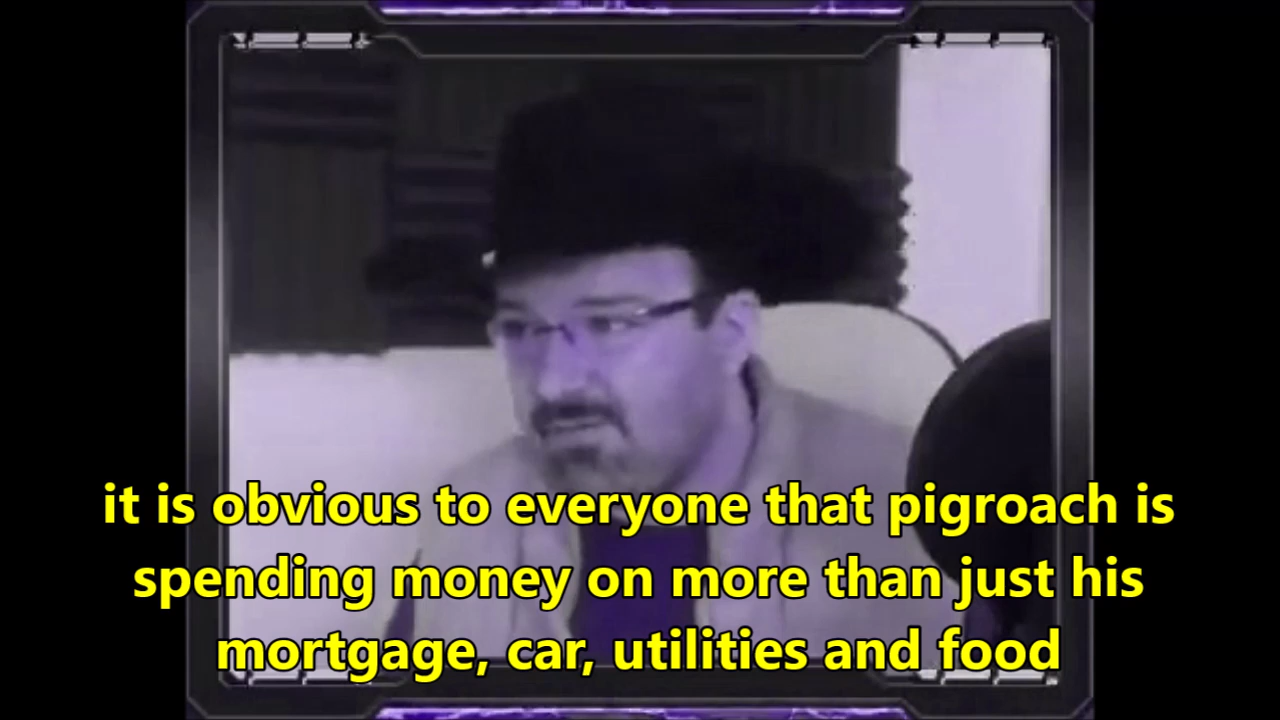 it is obvious to everyone that pigroach is
spending money on more than just his
mortgage, car, utilities and food